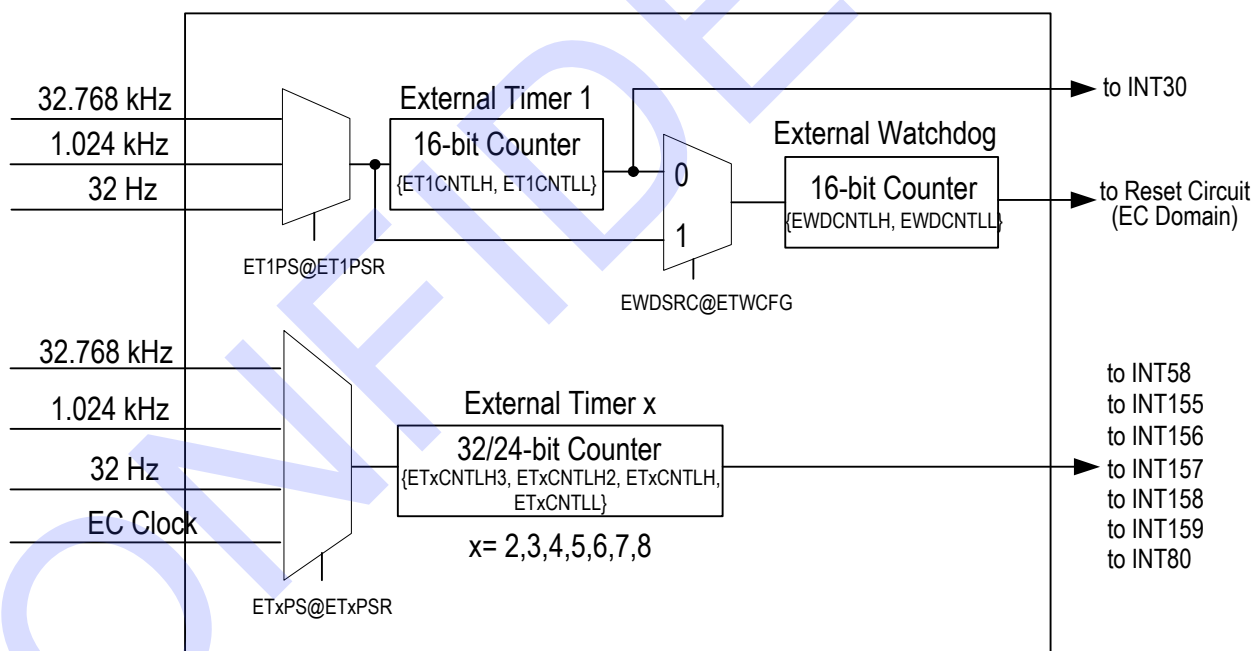 32.768 kHz
1.024 kHz
32 Hz
ET1PS@ET1PSR
External Timer 1
16-bit Counter
{ET1CNTLH, ET1CNTLL}
0
1
EWDSRC@ETWCFG
External Watchdog
16-bit Counter
{EWDCNTLH, EWDCNTLL}
to INT30
to Reset Circuit
(EC Domain)
32.768 kHz
1.024 kHz
32 Hz
EC Clock
ETxPS@ETxPSR
External Timer x
32/24-bit Counter
{ETxCNTLH3, ETxCNTLH2, ETxCNTLH,
ETxCNTLL}
x= 2,3,4,5,6,7,8
to INT58
to INT155
to INT156
to INT157
to INT158
to INT159
to INT80
ONFIDE